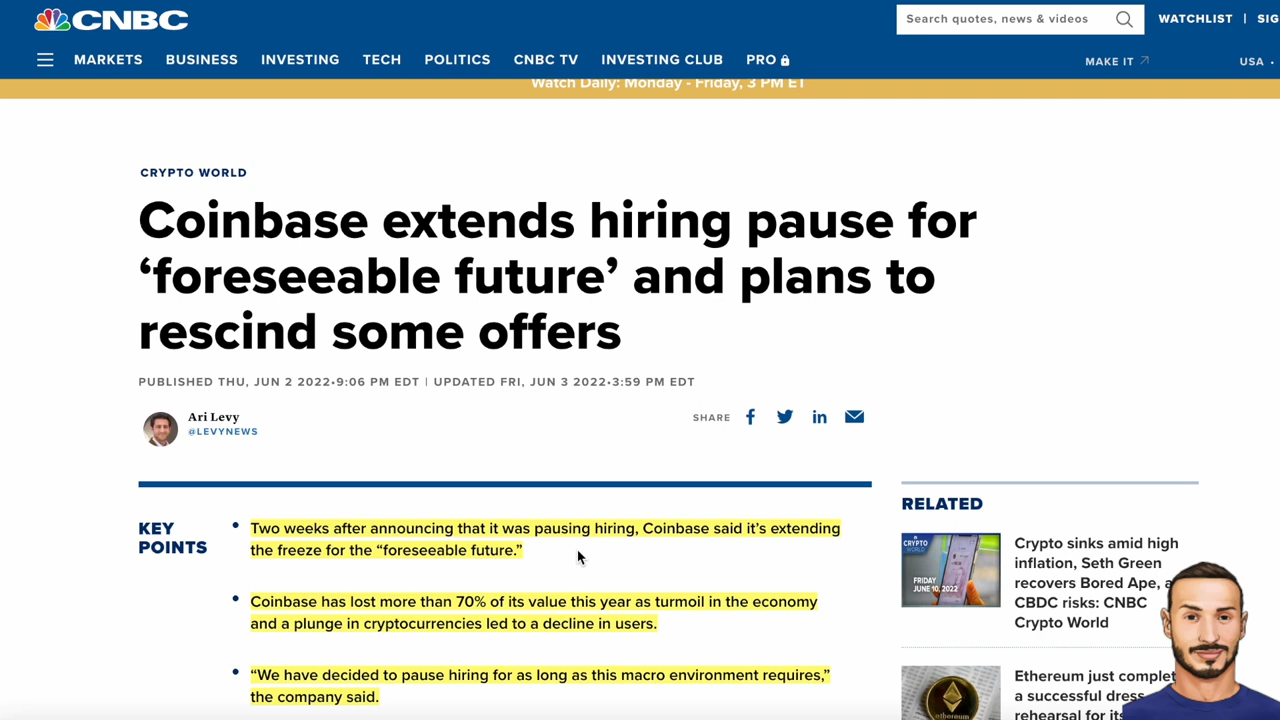 CNBC
Search quotes, news & videos
WATCHLIST | SIG
MARKETS BUSINESS INVESTING TECH POLITICS CNBC TV INVESTING CLUB PRO
MAKE IT USA •
Watch Daily: Monday - Friday, 3 PM ET
CRYPTO WORLD
Coinbase extends hiring pause for
‘foreseeable future’ and plans to
rescind some offers
PUBLISHED THU, JUN 2 2022•9:06 PM EDT | UPDATED FRI, JUN 3 2022•3:59 PM EDT
Ari Levy
@LEVYNEWS
SHARE
KEY
POINTS
• Two weeks after announcing that it was pausing hiring, Coinbase said it’s extending
the freeze for the “foreseeable future.”
• Coinbase has lost more than 70% of its value this year as turmoil in the economy
and a plunge in cryptocurrencies led to a decline in users.
• “We have decided to pause hiring for as long as this macro environment requires,”
the company said.
RELATED
CRYPTO
WORLD
FRIDAY
JUNE 10, 2022
Crypto sinks amid high
inflation, Seth Green
recovers Bored Ape, a
CBDC risks: CNBC
Crypto World
ethereum
Ethereum just complet
a successful dress
rehearsal for its